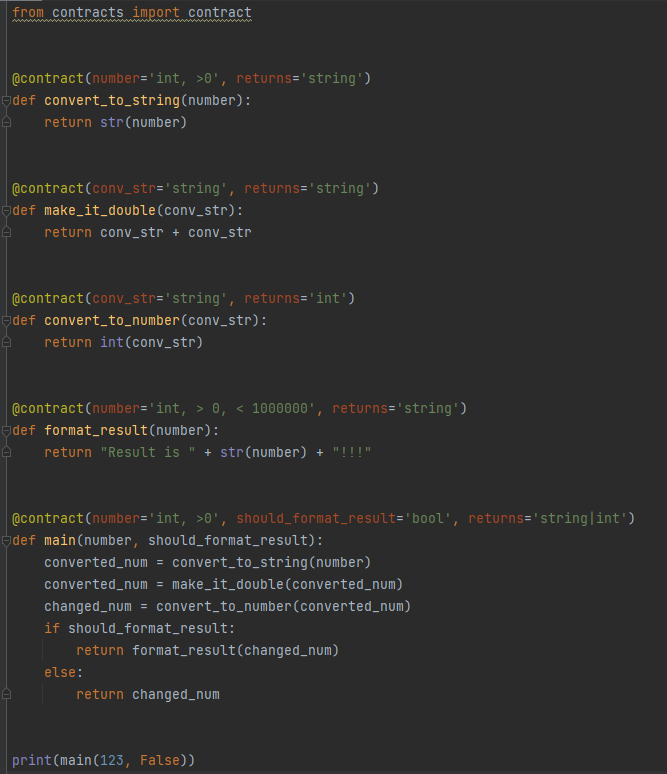 from contracts import contract
@contract(number='int, >0', returns='string')
def convert_to_string(number):
    return str(number)
@contract(conv_str='string', returns='string')
def make_it_double(conv_str):
    return conv_str + conv_str
@contract(conv_str='string', returns='int')
def convert_to_number(conv_str):
    return int(conv_str)
@contract(number='int, > 0, < 1000000', returns='string')
def format_result(number):
    return "Result is " + str(number) + "!!!"
@contract(number='int, >0', should_format_result='bool', returns='string|int')
def main(number, should_format_result):
    converted_num = convert_to_string(number)
    converted_num = make_it_double(converted_num)
    changed_num = convert_to_number(converted_num)
    if should_format_result:
        return format_result(changed_num)
    else:
        return changed_num
print(main(123, False))